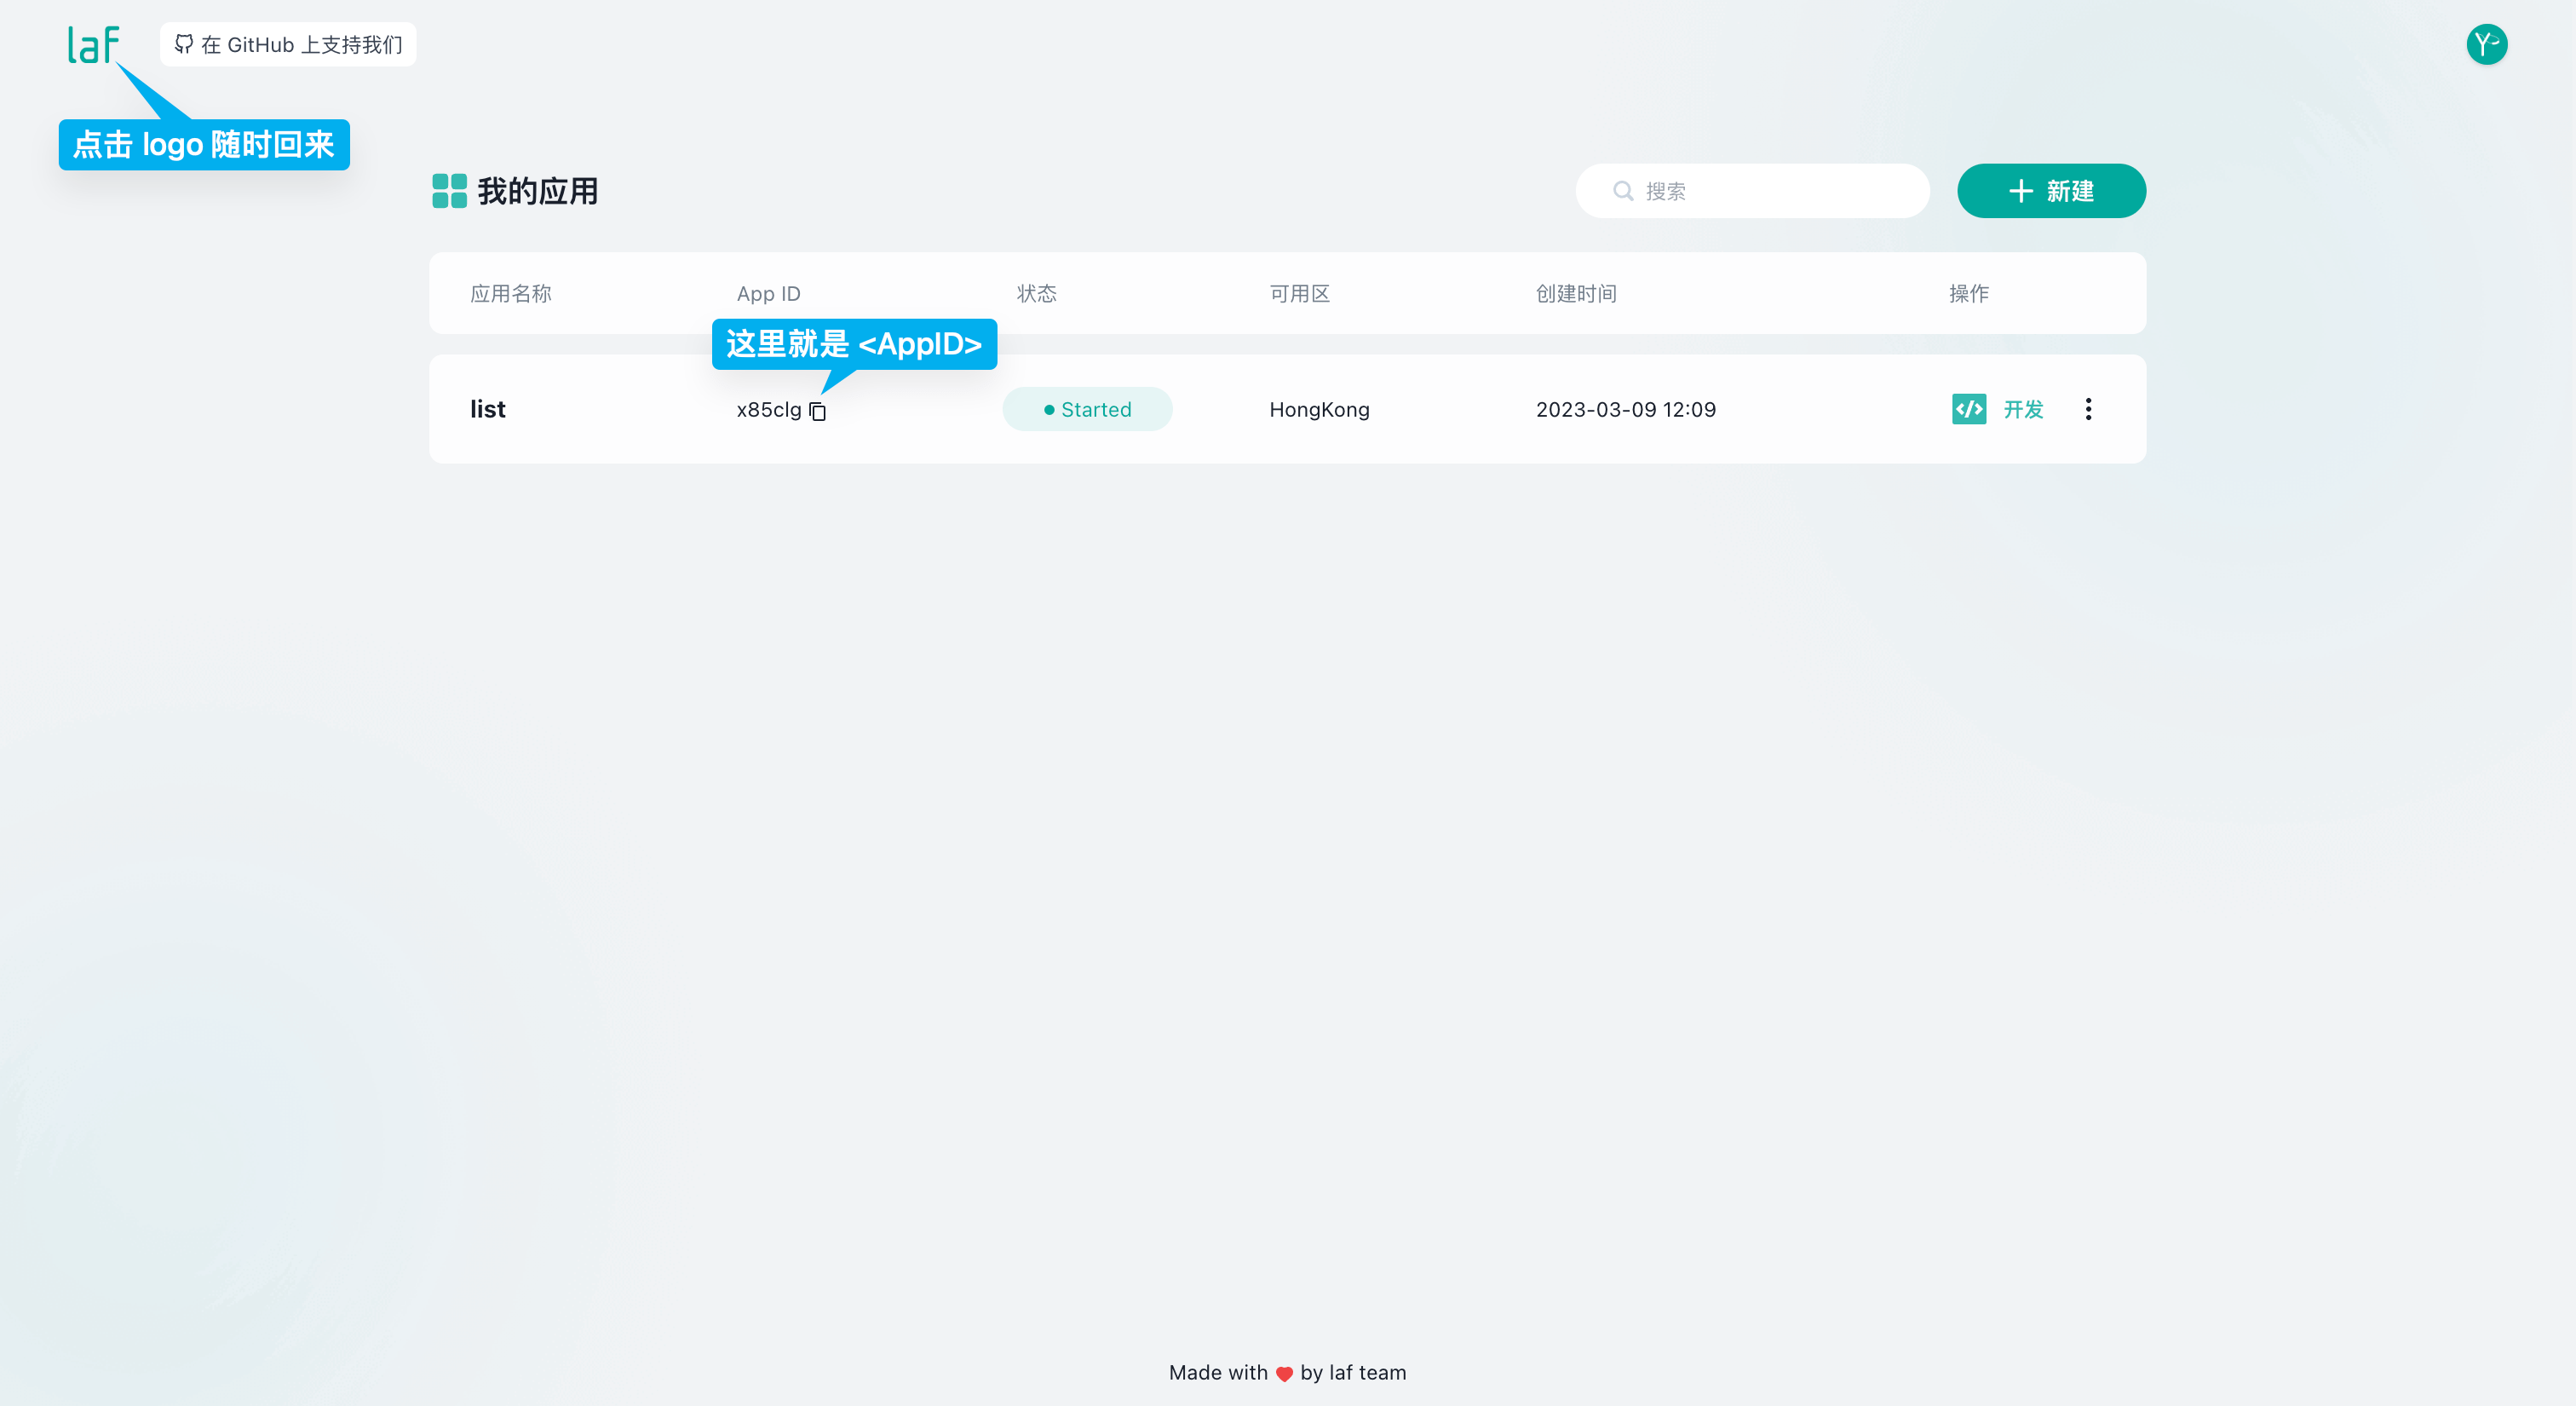 laf
在 GitHub 上支持我们
点击 logo 随时回来
我的应用
搜索
新建
应用名称 App ID 状态 可用区 创建时间 操作
这里就是 <AppID>
list x85clg Started HongKong 2023-03-09 12:09 </> 开发
Made with ❤ by laf team